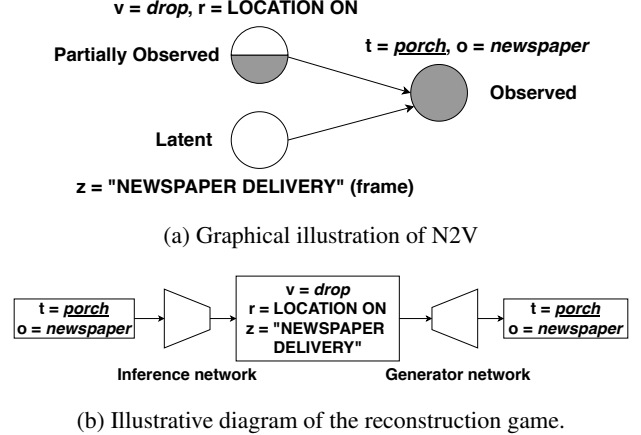 v = drop, r = LOCATION ON
t = porch, o = newspaper
Partially Observed
Observed
Latent
z = "NEWSPAPER DELIVERY" (frame)
(a) Graphical illustration of N2V
t = porch
o = newspaper
v = drop
r = LOCATION ON
z = "NEWSPAPER
DELIVERY"
t = porch
o = newspaper
Inference network
Generator network
(b) Illustrative diagram of the reconstruction game.